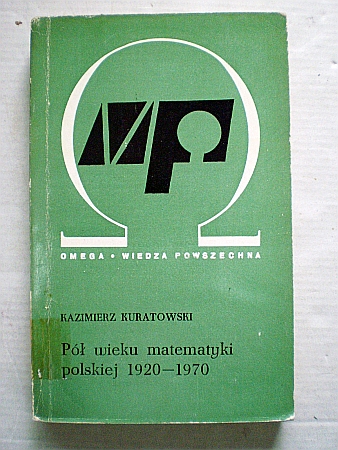 OMEGA • WIEDZA POWSZECHNA
KAZIMIERZ KURATOWSKI
Pół wieku matematyki
polskiej 1920—1970